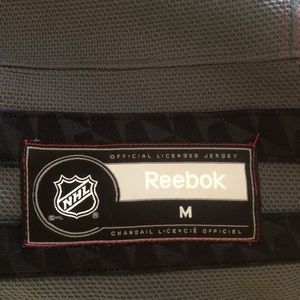 OFFICIAL LICENSED JERSEY
Reebok
NHL
M
CHANDAIL LICENCIÉ OFFICIEL